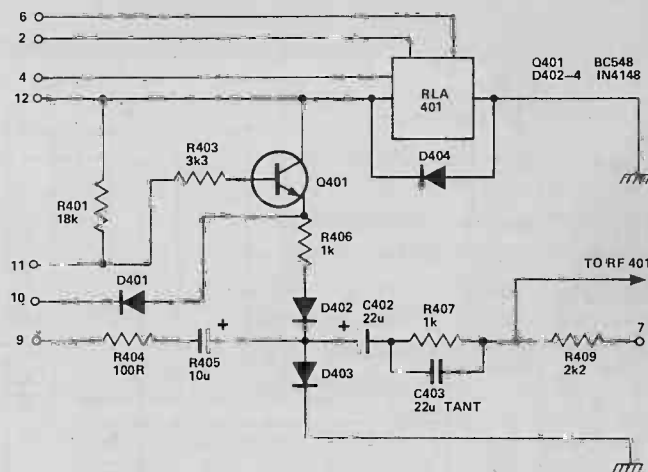 6
2
4
12
RLA
401
Q401 BC548
D402–4 IN4148
R403
3k3
Q401
D404
R401
18k
R406
1k
11
TO RF 401
D401
10
D402
C402
22u
R407
1k
7
9
+
+
R404
100R
R405
10u
D403
R409
2k2
C403
22u TANT